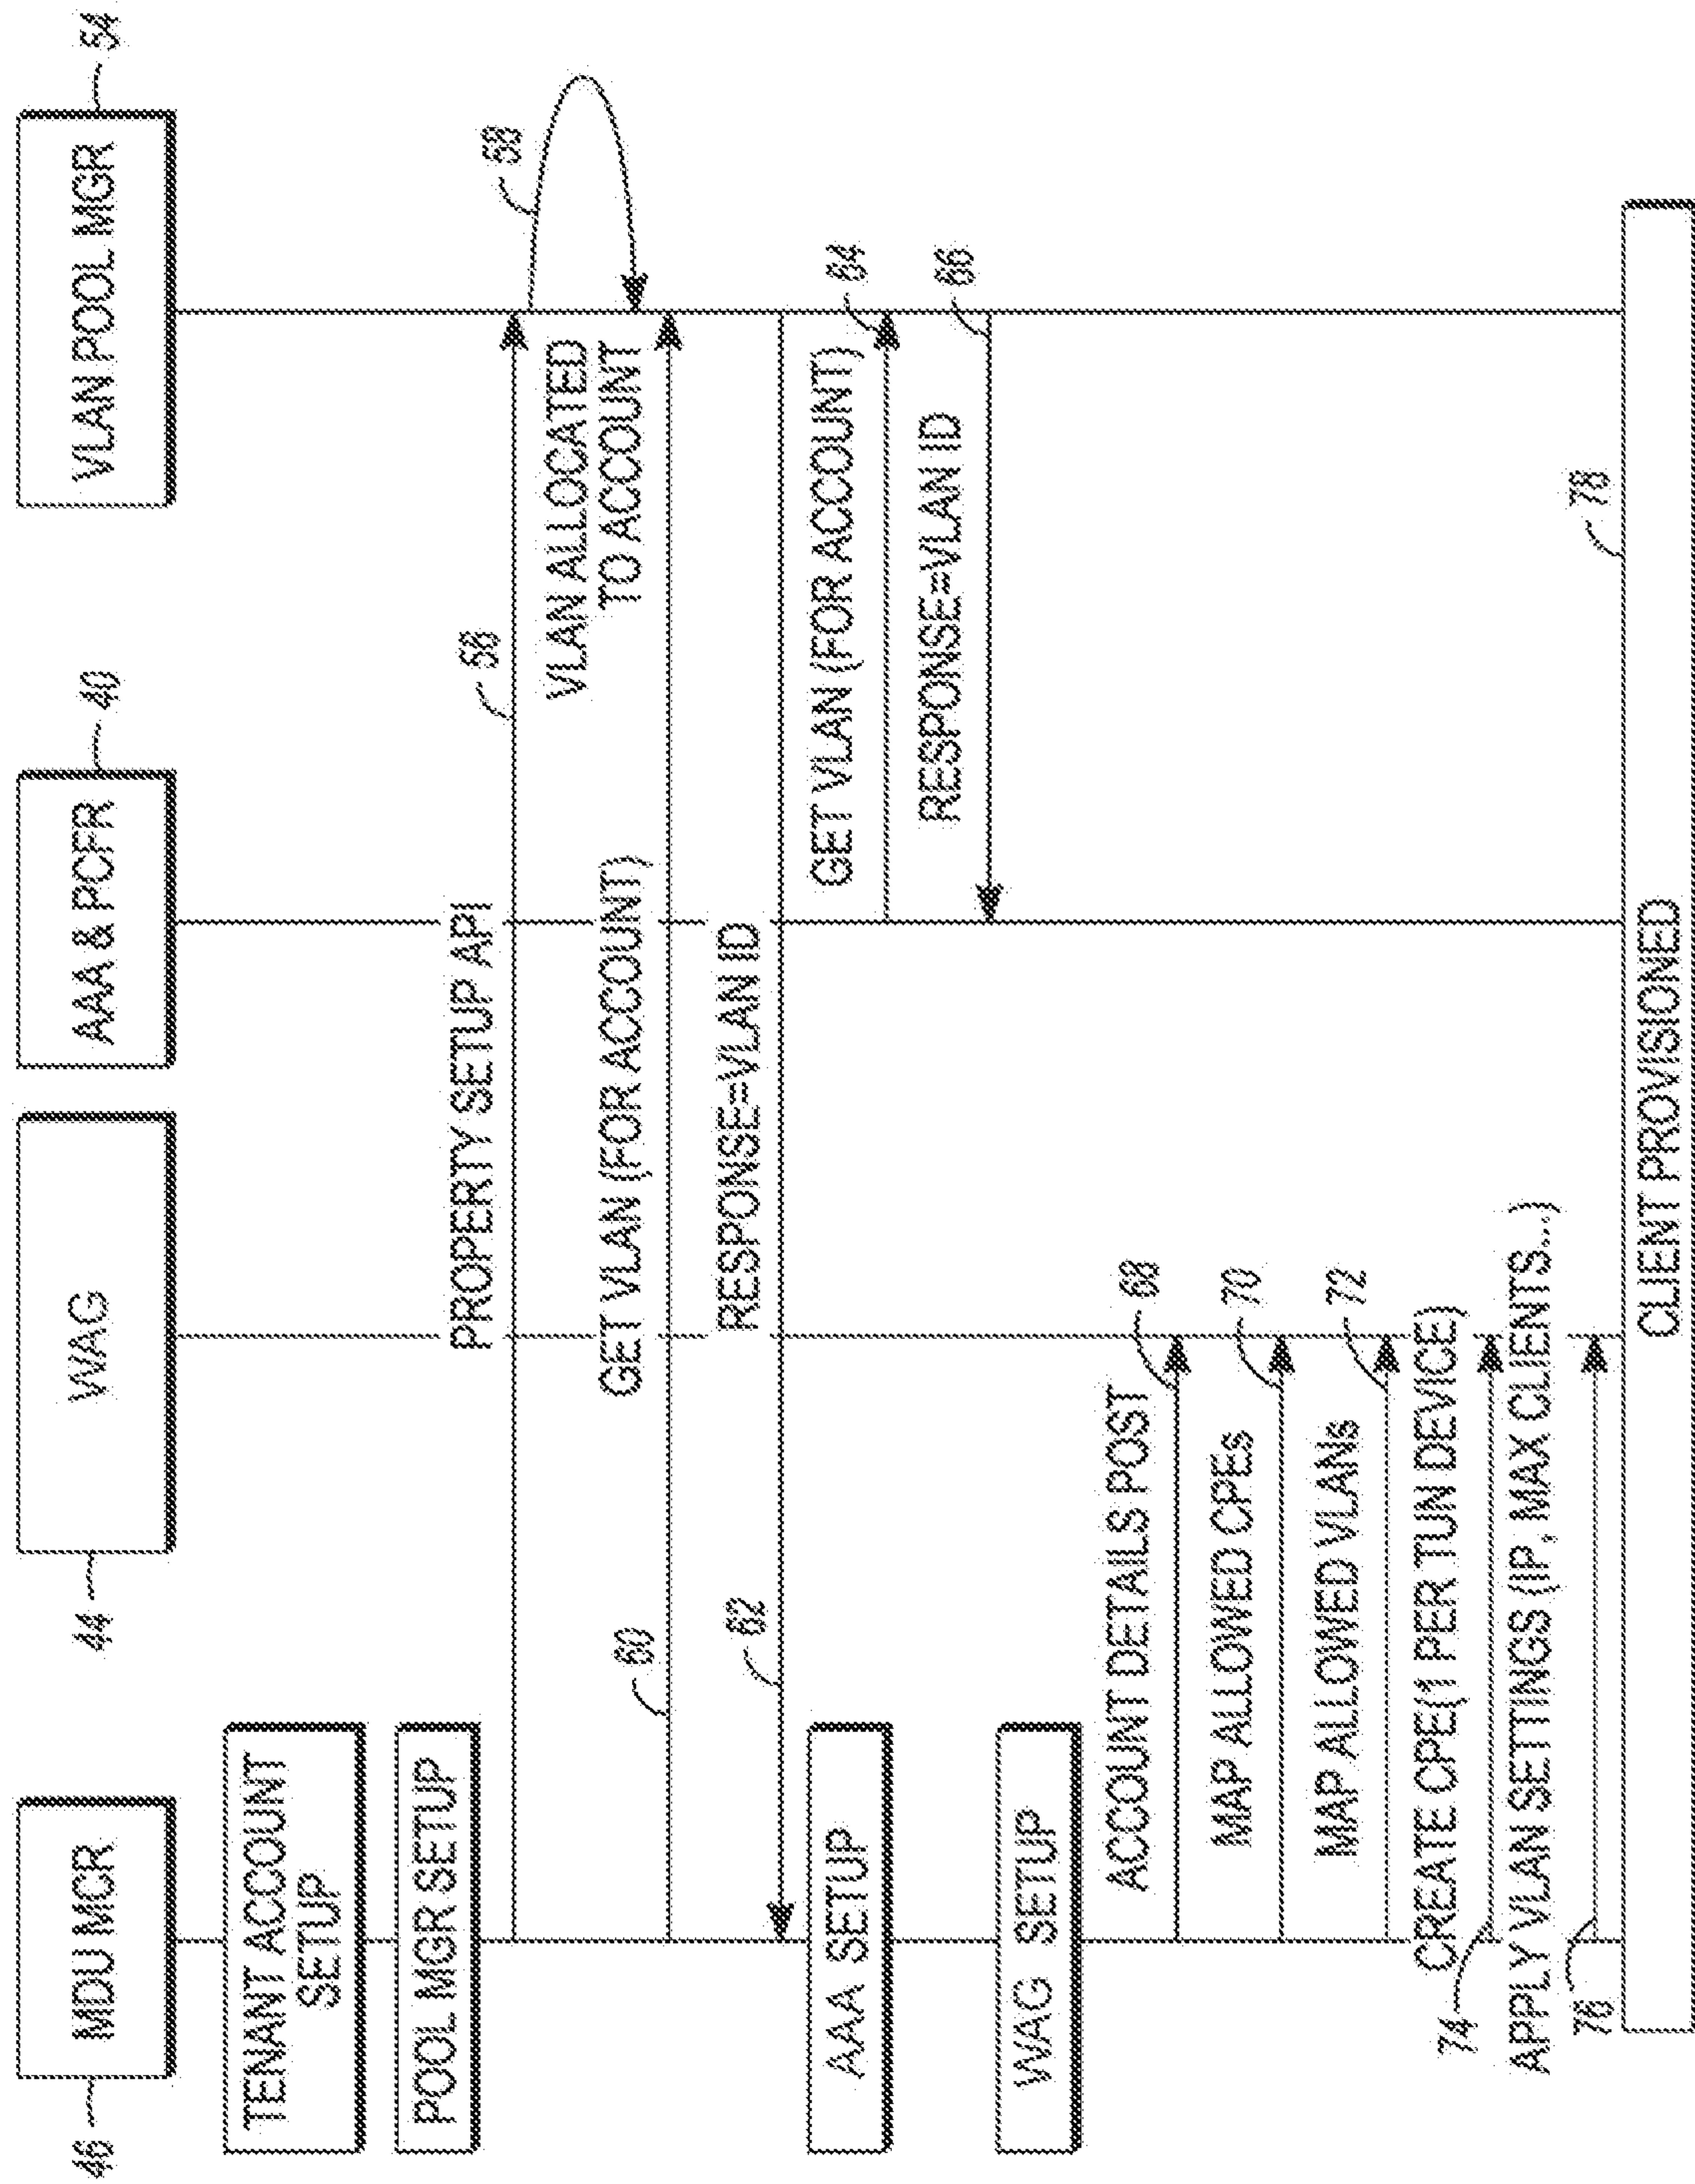 46
MDU MCR
44
WAG
AAA & PCFR
40
VLAN POOL MGR
54
TENANT ACCOUNT
SETUP
POOL MGR SETUP
PROPERTY SETUP API
56
58
VLAN ALLOCATED
TO ACCOUNT
60
GET VLAN (FOR ACCOUNT)
62
RESPONSE=VLAN ID
AAA SETUP
GET VLAN (FOR ACCOUNT)
64
RESPONSE=VLAN ID
66
WAG SETUP
ACCOUNT DETAILS POST
68
MAP ALLOWED CPEs
70
MAP ALLOWED VLANs
72
CREATE CPE(1 PER TUN DEVICE)
74
APPLY VLAN SETTINGS (IP, MAX CLIENTS...)
76
78
CLIENT PROVISIONED